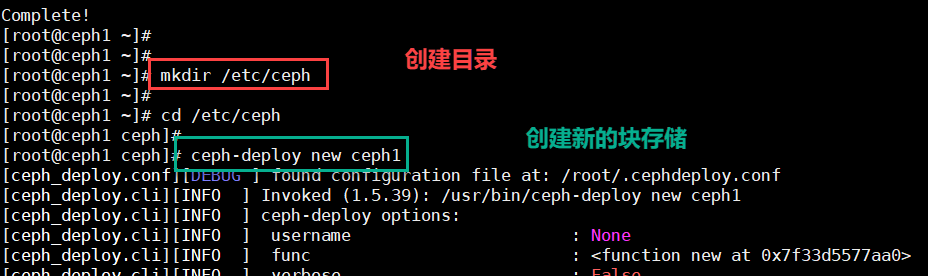 Complete!
[root@ceph1 ~]#
[root@ceph1 ~]#
[root@ceph1 ~]# mkdir /etc/ceph
创建目录
[root@ceph1 ~]#
[root@ceph1 ~]# cd /etc/ceph
[root@ceph1 ceph]#
创建新的块存储
[root@ceph1 ceph]# ceph-deploy new ceph1
[ceph_deploy.conf][DEBUG ] found configuration file at: /root/.cephdeploy.conf
[ceph_deploy.cli][INFO  ] Invoked (1.5.39): /usr/bin/ceph-deploy new ceph1
[ceph_deploy.cli][INFO  ] ceph-deploy options:
[ceph_deploy.cli][INFO  ]  username                      : None
[ceph_deploy.cli][INFO  ]  func                          : <function new at 0x7f33d5577aa0>
[ceph_deploy.cli][INFO  ]  verbose                       : False